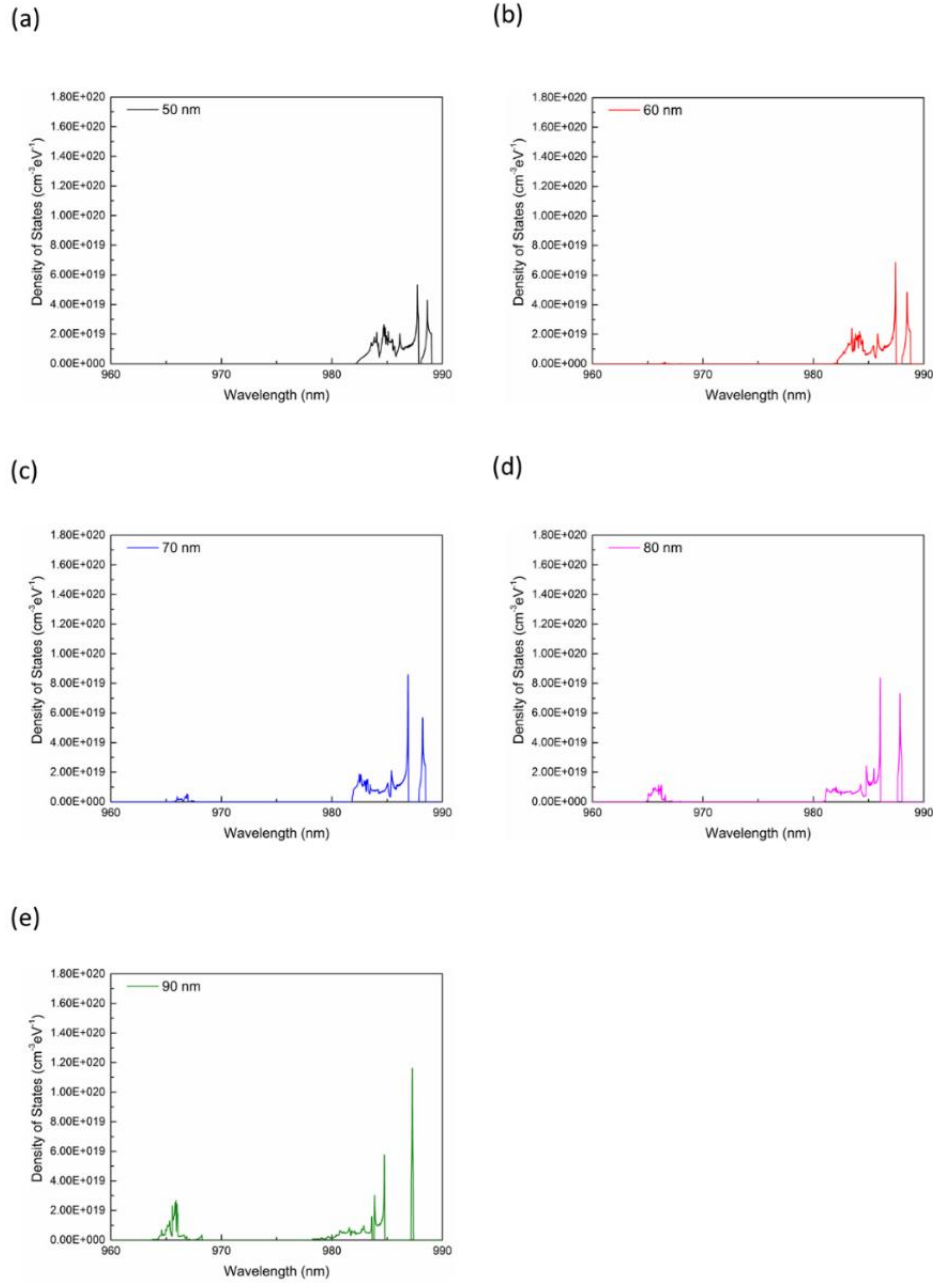 (a)
50 nm
Density of States (cm-3eV-1)
1.80E+020
1.60E+020
1.40E+020
1.20E+020
1.00E+020
8.00E+019
6.00E+019
4.00E+019
2.00E+019
0.00E+000
960 970 980 990
Wavelength (nm)
(b)
60 nm
Density of States (cm-3eV-1)
1.80E+020
1.60E+020
1.40E+020
1.20E+020
1.00E+020
8.00E+019
6.00E+019
4.00E+019
2.00E+019
0.00E+000
960 970 980 990
Wavelength (nm)
(c)
70 nm
Density of States (cm-3eV-1)
1.80E+020
1.60E+020
1.40E+020
1.20E+020
1.00E+020
8.00E+019
6.00E+019
4.00E+019
2.00E+019
0.00E+000
960 970 980 990
Wavelength (nm)
(d)
80 nm
Density of States (cm-3eV-1)
1.80E+020
1.60E+020
1.40E+020
1.20E+020
1.00E+020
8.00E+019
6.00E+019
4.00E+019
2.00E+019
0.00E+000
960 970 980 990
Wavelength (nm)
(e)
90 nm
Density of States (cm-3eV-1)
1.80E+020
1.60E+020
1.40E+020
1.20E+020
1.00E+020
8.00E+019
6.00E+019
4.00E+019
2.00E+019
0.00E+000
960 970 980 990
Wavelength (nm)